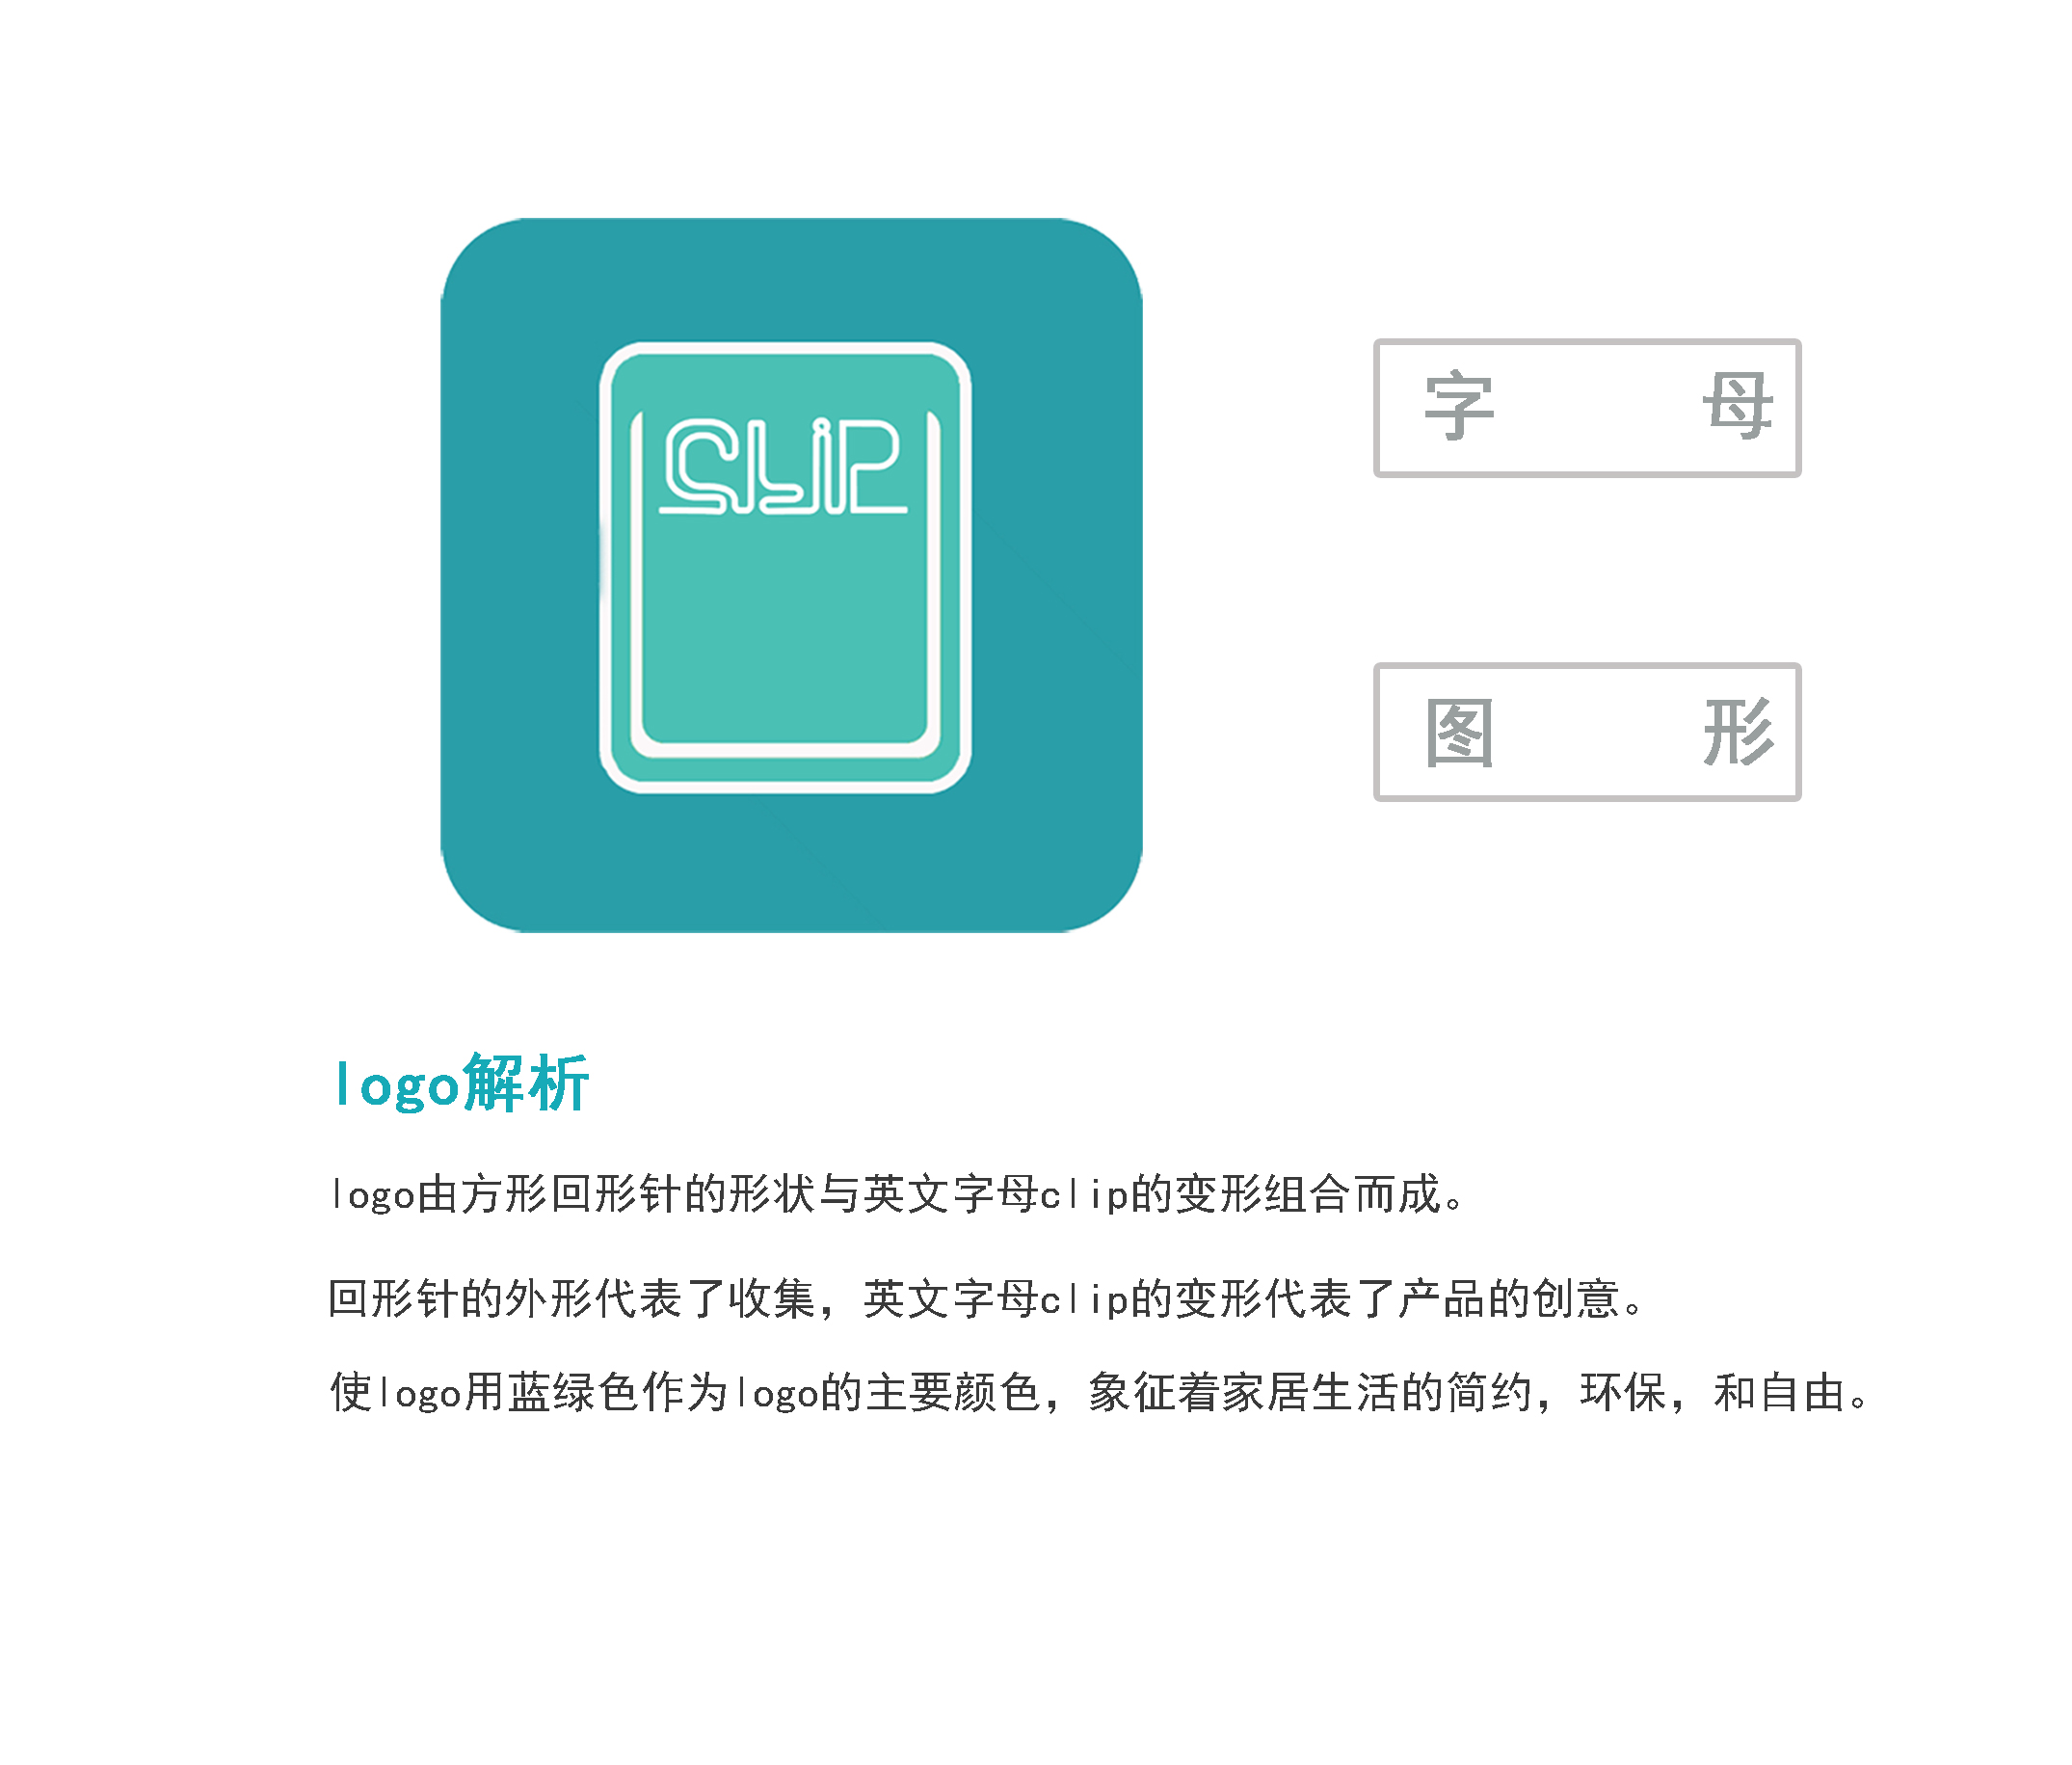 CLIP
字 母
图 形
logo解析
logo由方形回形针的形状与英文字母clip的变形组合而成。
回形针的外形代表了收集，英文字母clip的变形代表了产品的创意。
使logo用蓝绿色作为logo的主要颜色，象征着家居生活的简约，环保，和自由。